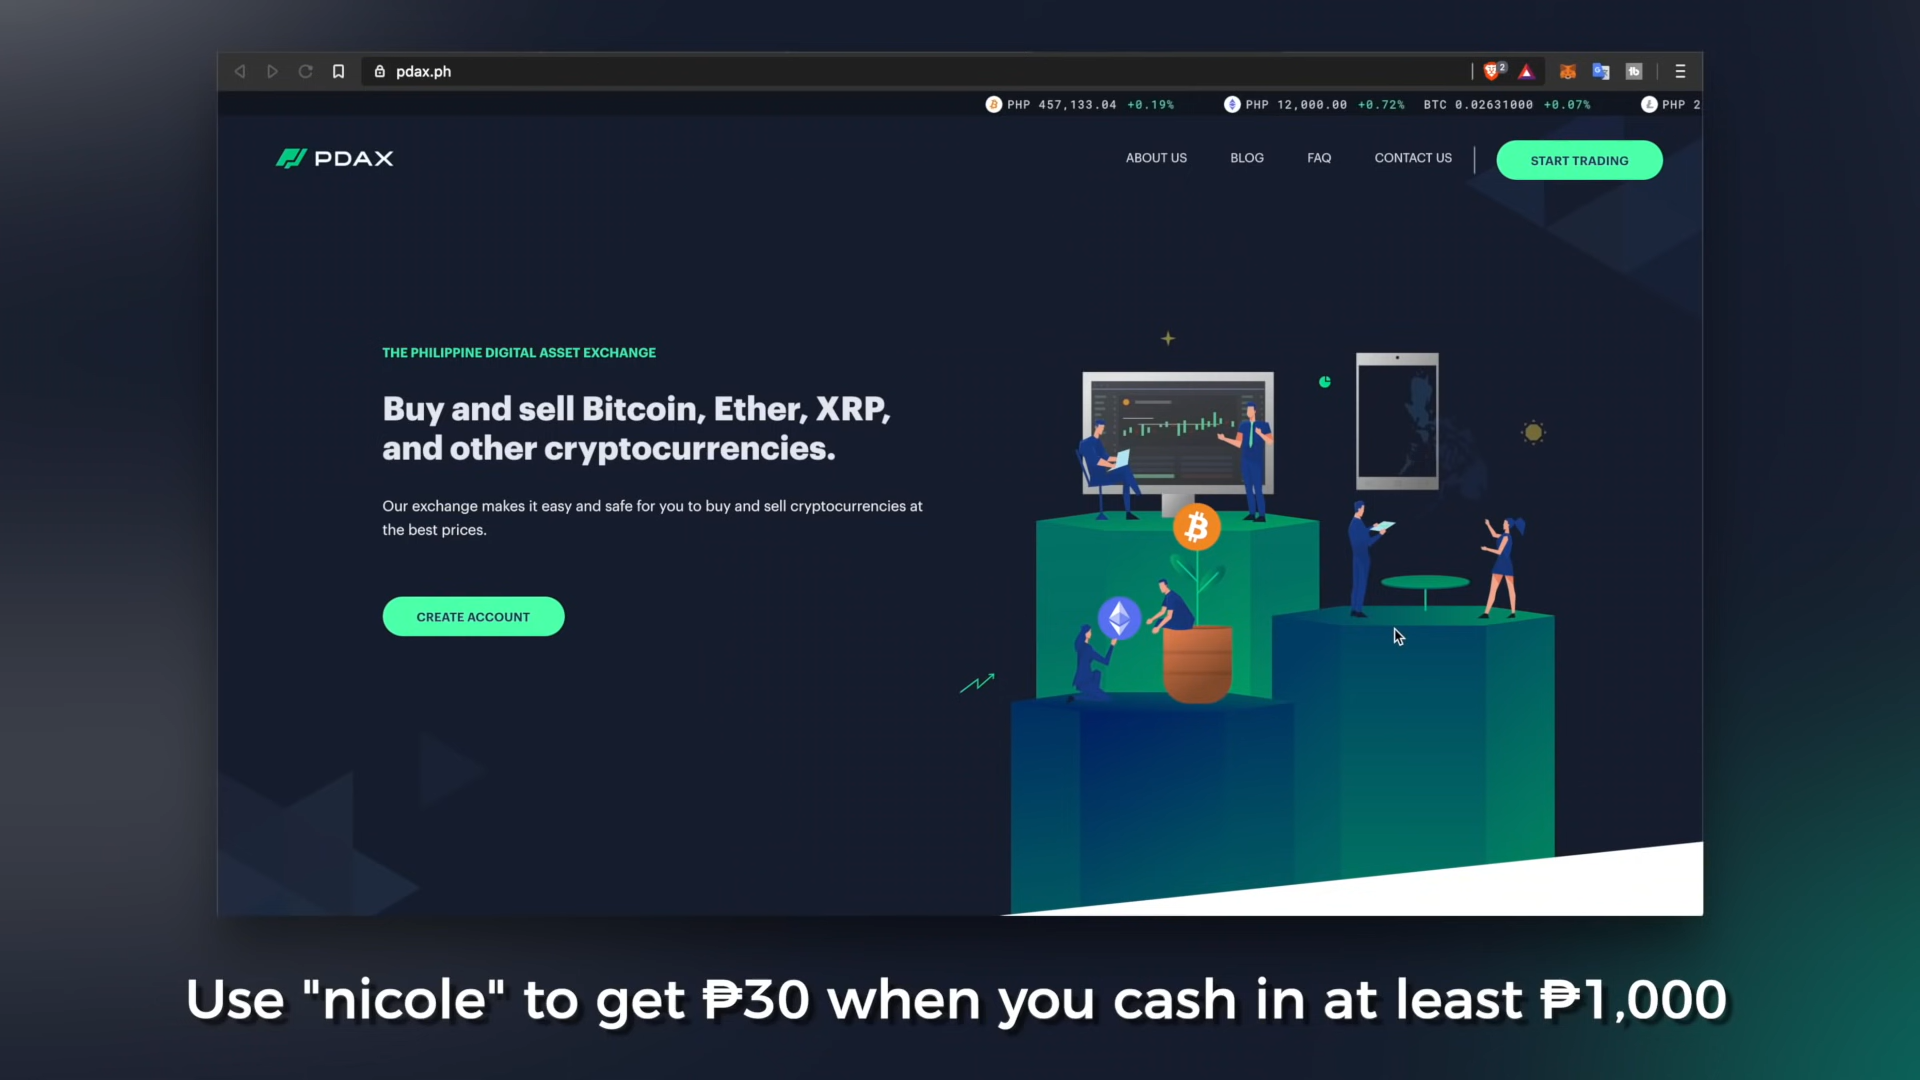 pdax.ph
2
PHP 457,133.04 +0.19% PHP 12,000.00 +0.72% BTC 0.02631000 +0.07% PHP 2
PDAX
ABOUT US BLOG FAQ CONTACT US START TRADING
THE PHILIPPINE DIGITAL ASSET EXCHANGE
Buy and sell Bitcoin, Ether, XRP,
and other cryptocurrencies.
Our exchange makes it easy and safe for you to buy and sell cryptocurrencies at
the best prices.
CREATE ACCOUNT
Use "nicole" to get ₱30 when you cash in at least ₱1,000